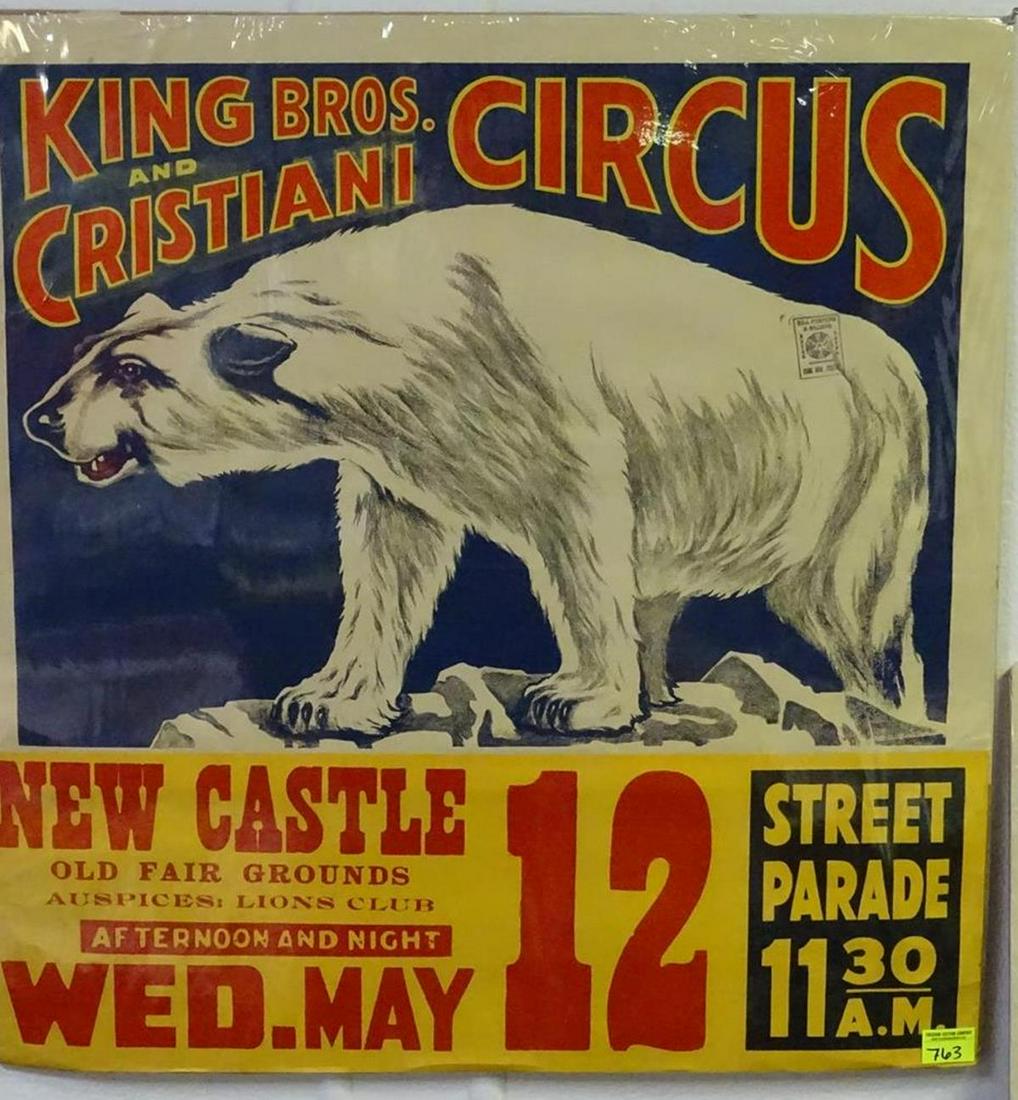 KING BROS. CIRCUS
AND
CRISTIANI
NEW CASTLE
OLD FAIR GROUNDS
AUSPICES: LIONS CLUB
AFTERNOON AND NIGHT
WED. MAY
12
STREET
PARADE
11 30
A.M.
763